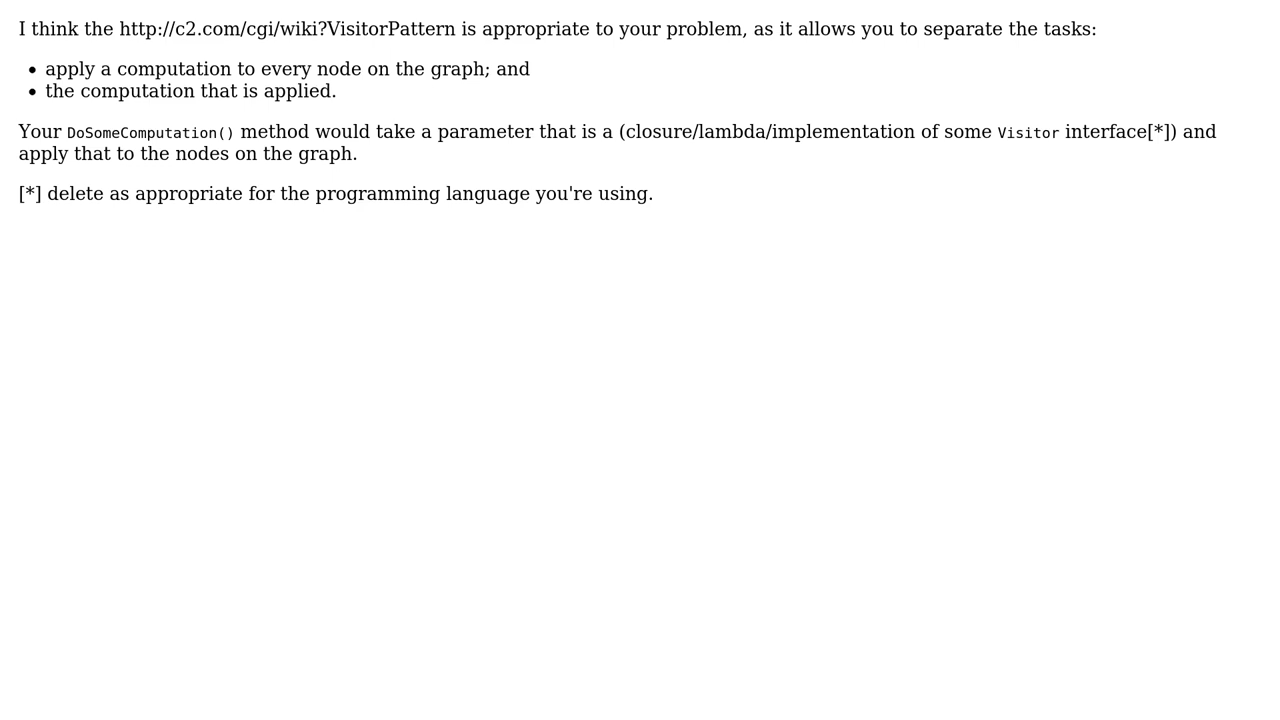 I think the http://c2.com/cgi/wiki?VisitorPattern is appropriate to your problem, as it allows you to separate the tasks:
• apply a computation to every node on the graph; and
• the computation that is applied.
Your DoSomeComputation() method would take a parameter that is a (closure/lambda/implementation of some Visitor interface[*]) and
apply that to the nodes on the graph.
[*] delete as appropriate for the programming language you're using.